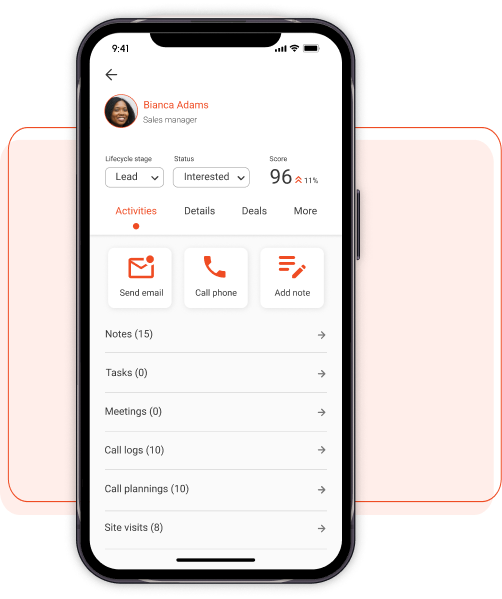 9:41
Bianca Adams
Sales manager
Lifecycle stage Status Score
Lead Interested 96 11%
Activities Details Deals More
Send email Call phone Add note
Notes (15)
Tasks (0)
Meetings (0)
Call logs (10)
Call plannings (10)
Site visits (8)